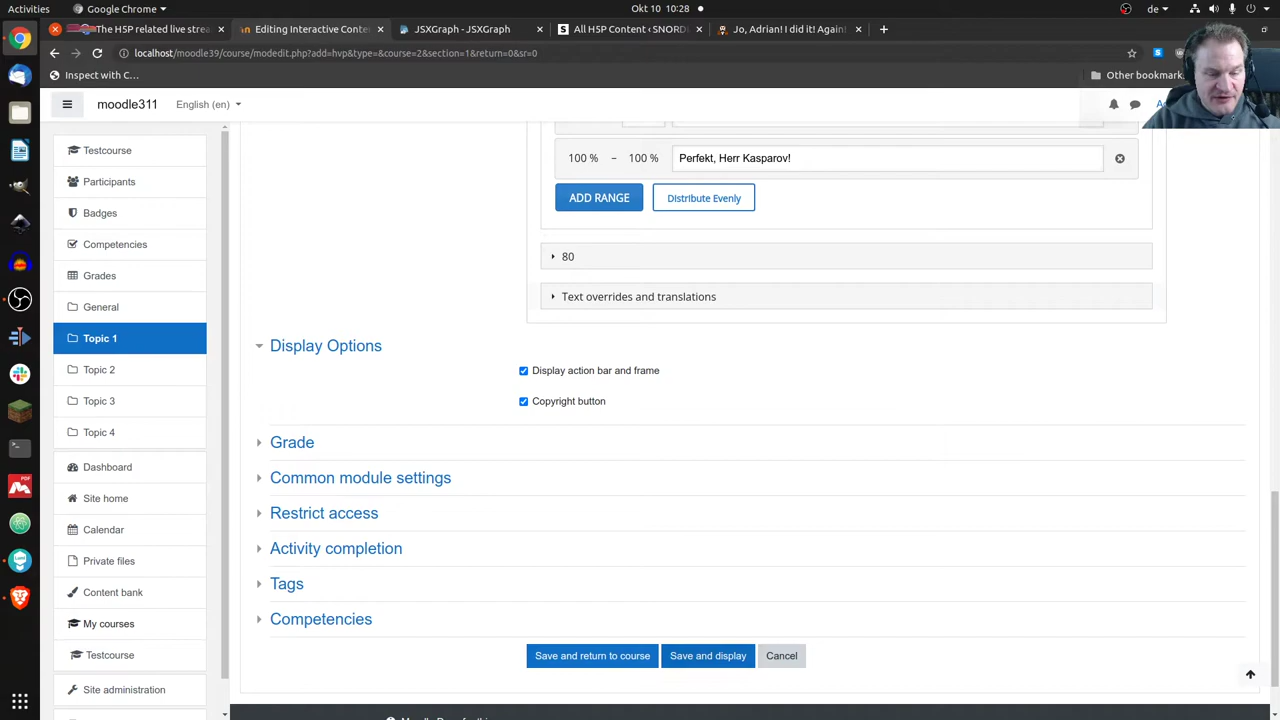 Activities
Google Chrome
Okt 10 10:28
de
The H5P related live strea
Editing Interactive Conte
JSXGraph - JSXGraph
All H5P Content ‹ SNORD
Jo, Adrian! I did it! Again!
localhost/moodle39/course/modedit.php?add=hvp&type=&course=2&section=1&return=0&sr=0
Inspect with C...
Other bookmark
moodle311
English (en)
Testcourse
Participants
Badges
Competencies
Grades
General
Topic 1
Topic 2
Topic 3
Topic 4
Dashboard
Site home
Calendar
Private files
Content bank
My courses
Testcourse
Site administration
100 % – 100 % Perfekt, Herr Kasparov!
ADD RANGE
Distribute Evenly
80
Text overrides and translations
Display Options
Display action bar and frame
Copyright button
Grade
Common module settings
Restrict access
Activity completion
Tags
Competencies
Save and return to course
Save and display
Cancel